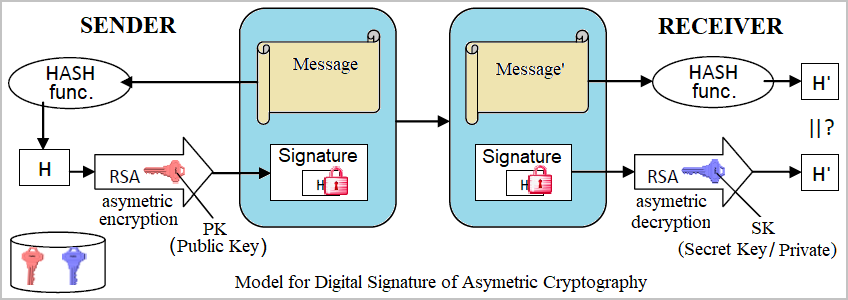 SENDER
RECEIVER
HASH
func.
Message
Message'
HASH
func.
H'
||?
H
RSA
asymetric
encryption
PK
(Public Key)
Signature
H
Signature
H
RSA
asymetric
decryption
SK
(Secret Key/Private)
H'
Model for Digital Signature of Asymetric Cryptography